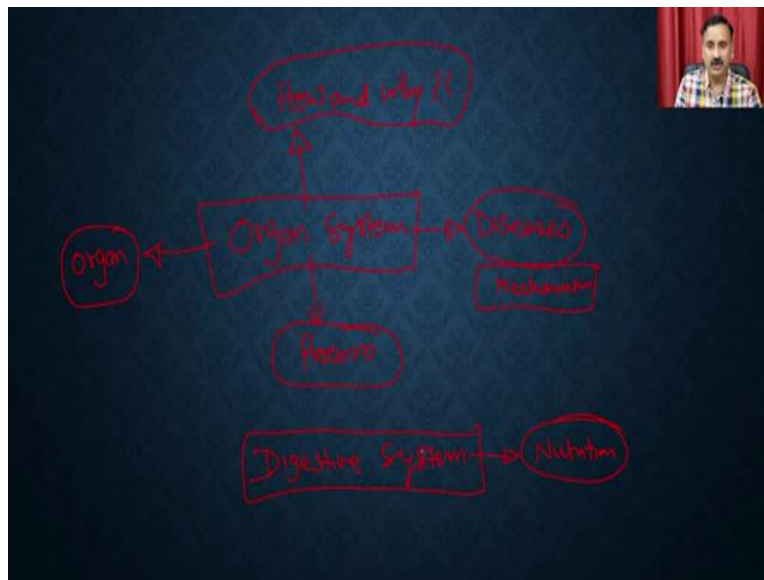 How and why ??
Organ System
Diseases
Organ
Mechanism
Process
Digestive System
Nutrition